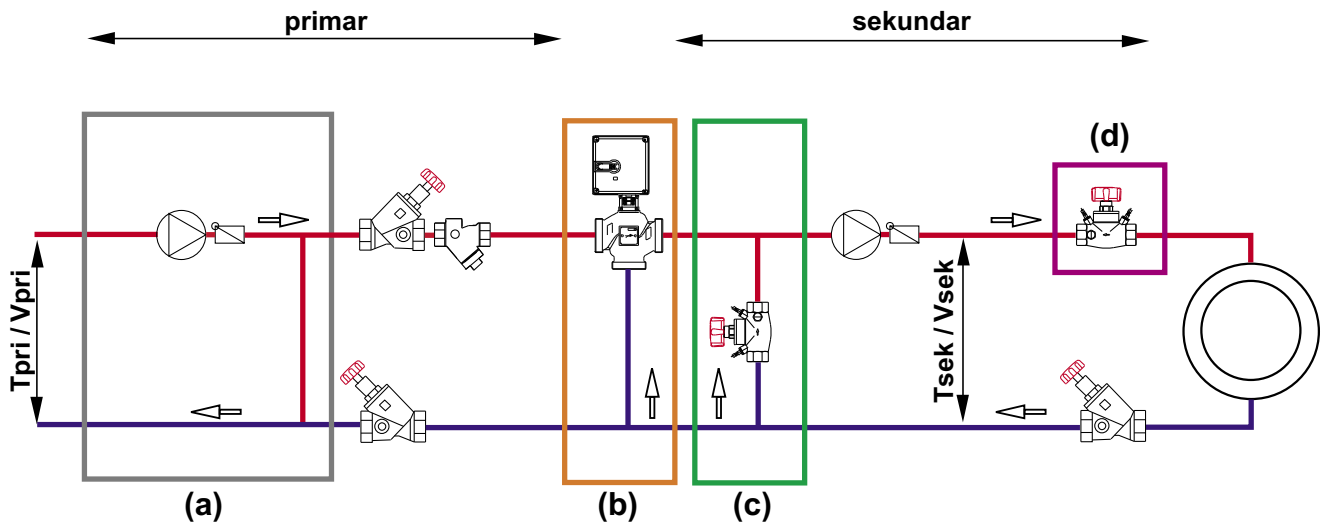 primar
sekundar
(d)
Tpri / Vpri
Tsek / Vsek
(a)
(b)
(c)